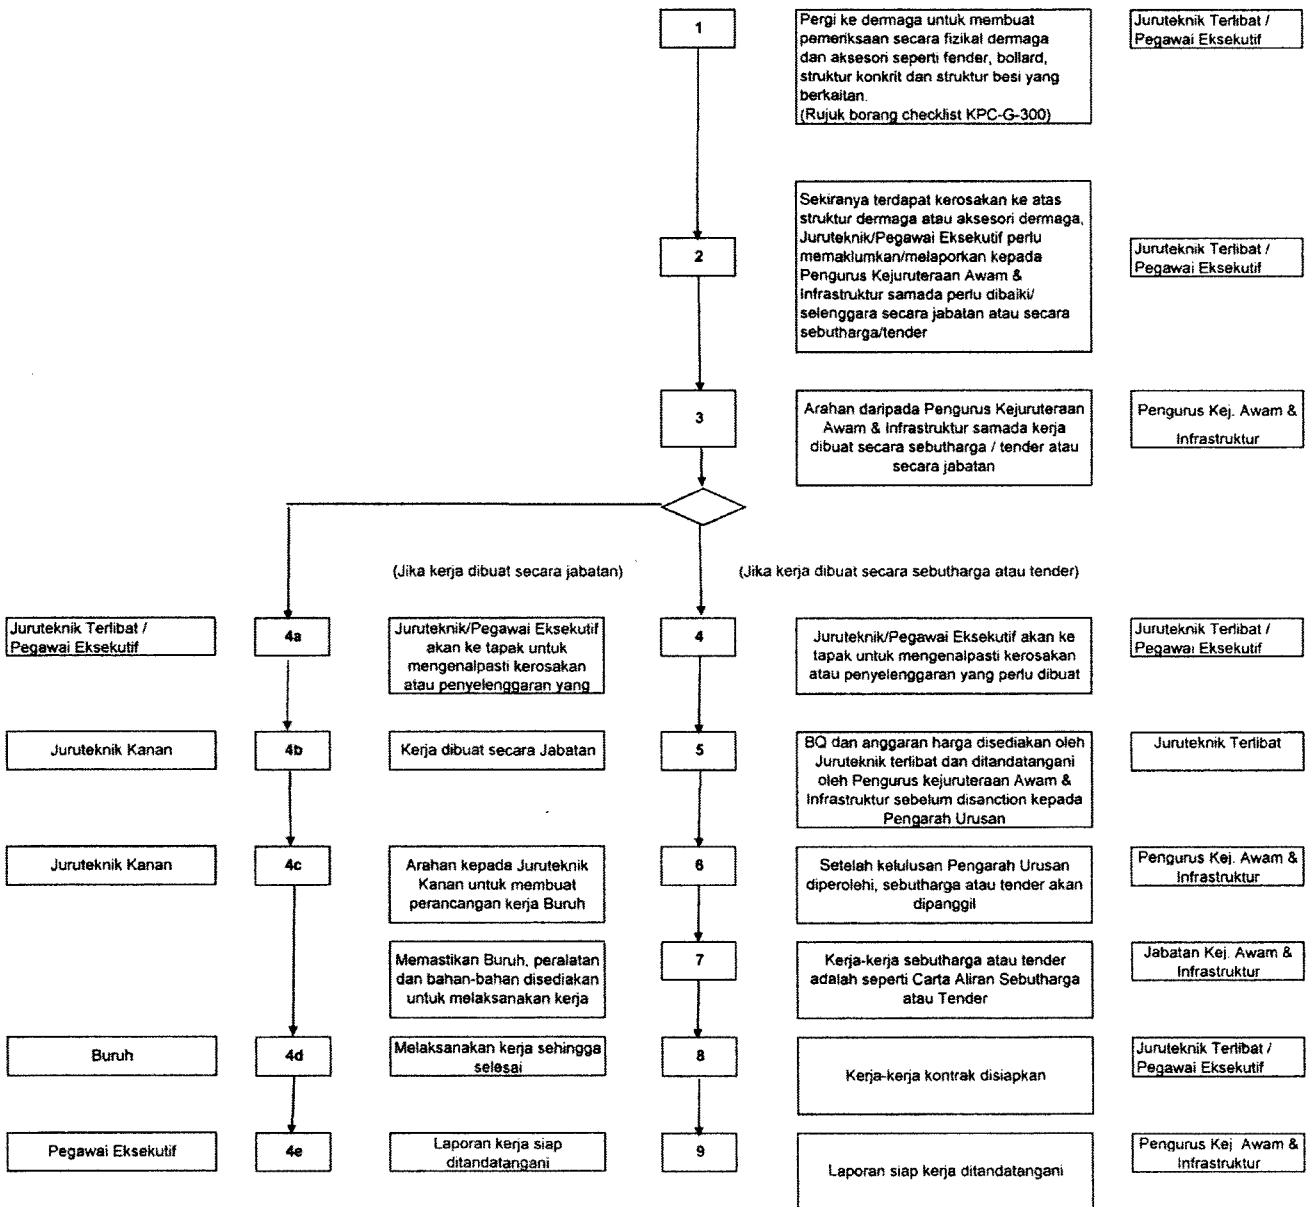 1
Pergi ke dermaga untuk membuat
pemeriksaan secara fizikal dermaga
dan aksesori seperti fender, bollard,
struktur konkrit dan struktur besi yang
berkaitan.
(Rujuk borang checklist KPC-G-300)
Juruteknik Terlibat /
Pegawai Eksekutif
2
Sekiranya terdapat kerosakan ke atas
struktur dermaga atau aksesori dermaga,
Juruteknik/Pegawai Eksekutif perlu
memaklumkan/melaporkan kepada
Pengurus Kejuruteraan Awam &
Infrastruktur samada perlu dibaiki/
selenggara secara jabatan atau secara
sebutharga/tender
Juruteknik Terlibat /
Pegawai Eksekutif
3
Arahan daripada Pengurus Kejuruteraan
Awam & Infrastruktur samada kerja
dibuat secara sebutharga / tender atau
secara jabatan
Pengurus Kej. Awam &
Infrastruktur
(Jika kerja dibuat secara jabatan)
(Jika kerja dibuat secara sebutharga atau tender)
Juruteknik Terlibat /
Pegawai Eksekutif
4a
Juruteknik/Pegawai Eksekutif
akan ke tapak untuk
mengenalpasti kerosakan
atau penyelenggaran yang
4
Juruteknik/Pegawai Eksekutif akan ke
tapak untuk mengenalpasti kerosakan
atau penyelenggaran yang perlu dibuat
Juruteknik Terlibat /
Pegawai Eksekutif
Juruteknik Kanan
4b
Kerja dibuat secara Jabatan
5
BQ dan anggaran harga disediakan oleh
Juruteknik terlibat dan ditandatangani
oleh Pengurus kejuruteraan Awam &
Infrastruktur sebelum disanction kepada
Pengarah Urusan
Juruteknik Terlibat
Juruteknik Kanan
4c
Arahan kepada Juruteknik
Kanan untuk membuat
perancangan kerja Buruh
6
Setelah kelulusan Pengarah Urusan
diperolehi, sebutharga atau tender akan
dipanggil
Pengurus Kej. Awam &
Infrastruktur
Memastikan Buruh, peralatan
dan bahan-bahan disediakan
untuk melaksanakan kerja
7
Kerja-kerja sebutharga atau tender
adalah seperti Carta Aliran Sebutharga
atau Tender
Jabatan Kej. Awam &
Infrastruktur
Buruh
4d
Melaksanakan kerja sehingga
selesai
8
Kerja-kerja kontrak disiapkan
Juruteknik Terlibat /
Pegawai Eksekutif
Pegawai Eksekutif
4e
Laporan kerja siap
ditandatangani
9
Laporan siap kerja ditandatangani
Pengurus Kej Awam &
Infrastruktur